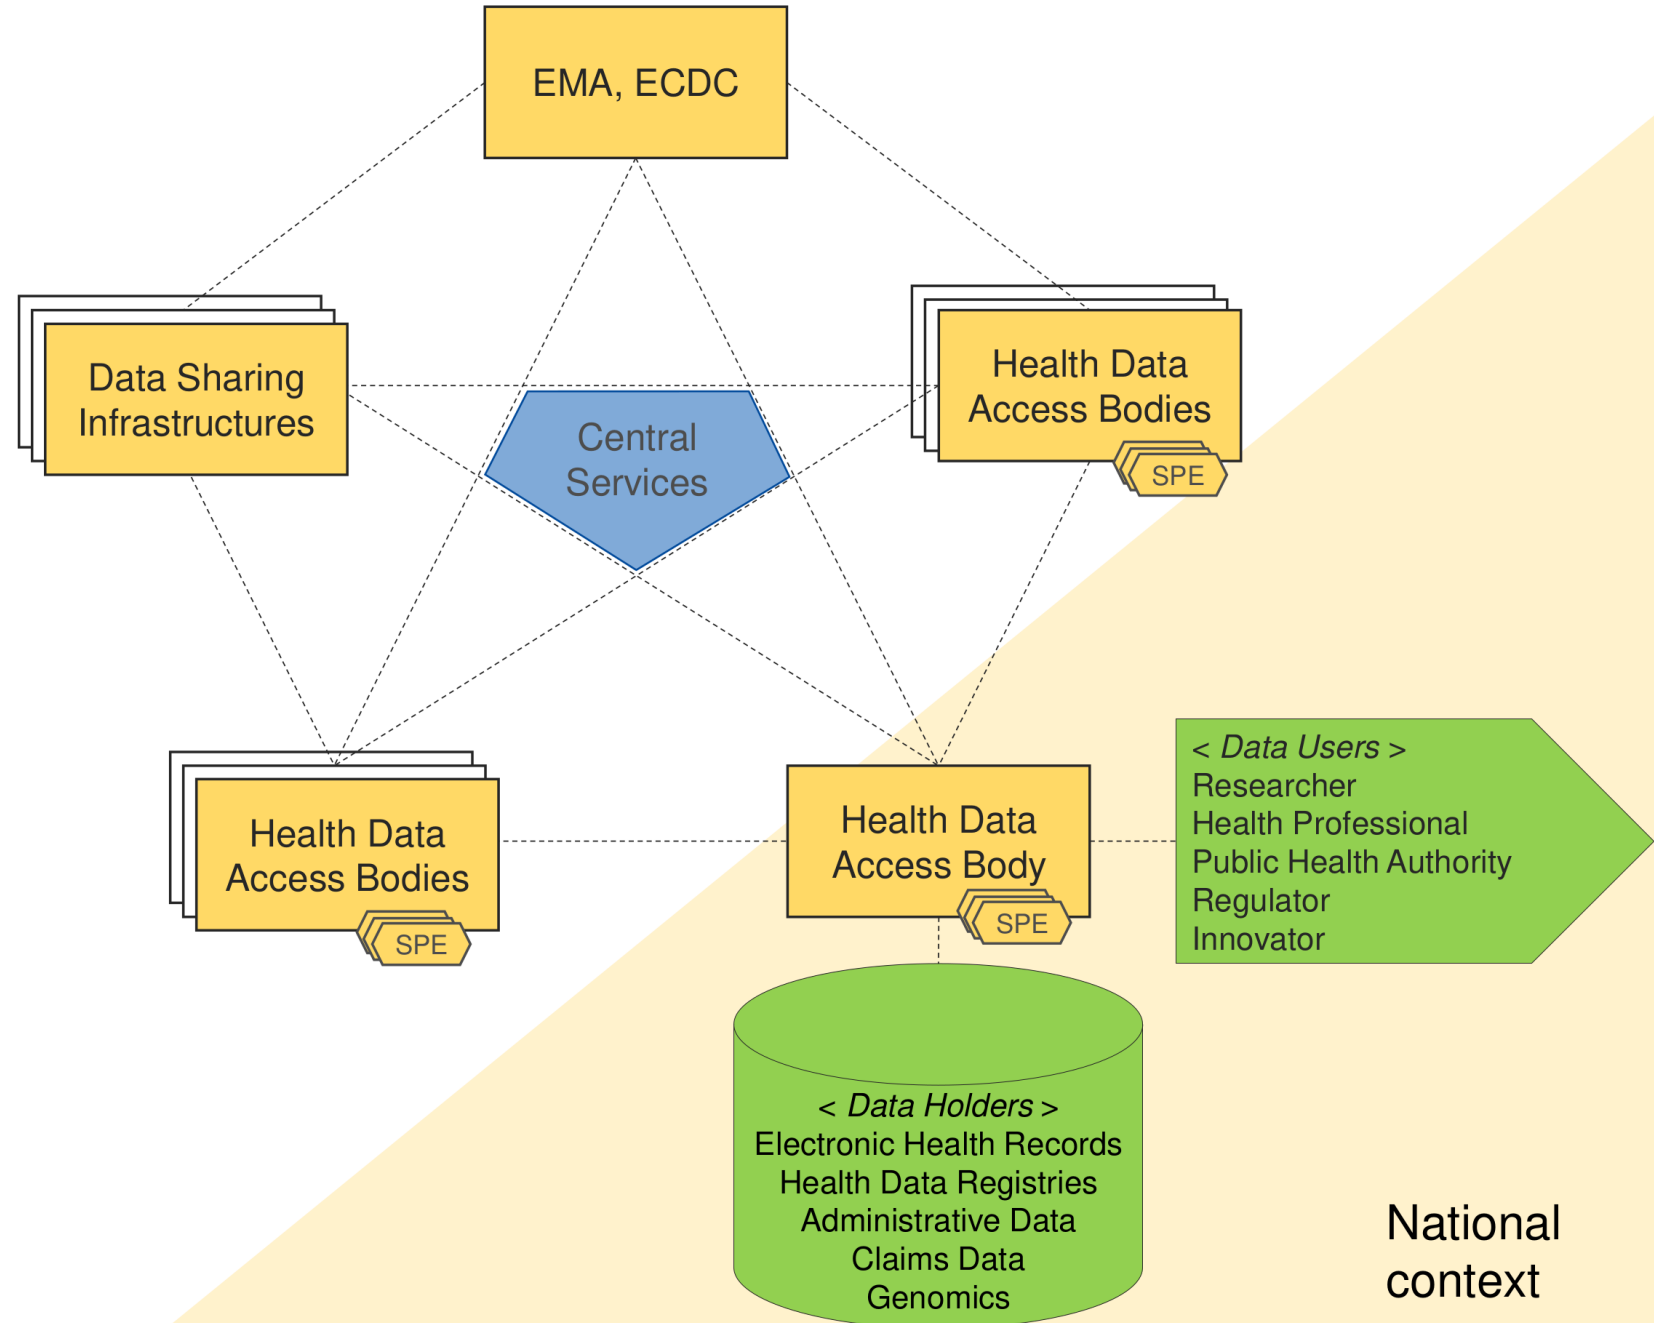 EMA, ECDC
Data Sharing
Infrastructures
Health Data
Access Bodies
SPE
Central
Services
Health Data
Access Bodies
SPE
Health Data
Access Body
SPE
< Data Users >
Researcher
Health Professional
Public Health Authority
Regulator
Innovator
< Data Holders >
Electronic Health Records
Health Data Registries
Administrative Data
Claims Data
Genomics
National
context